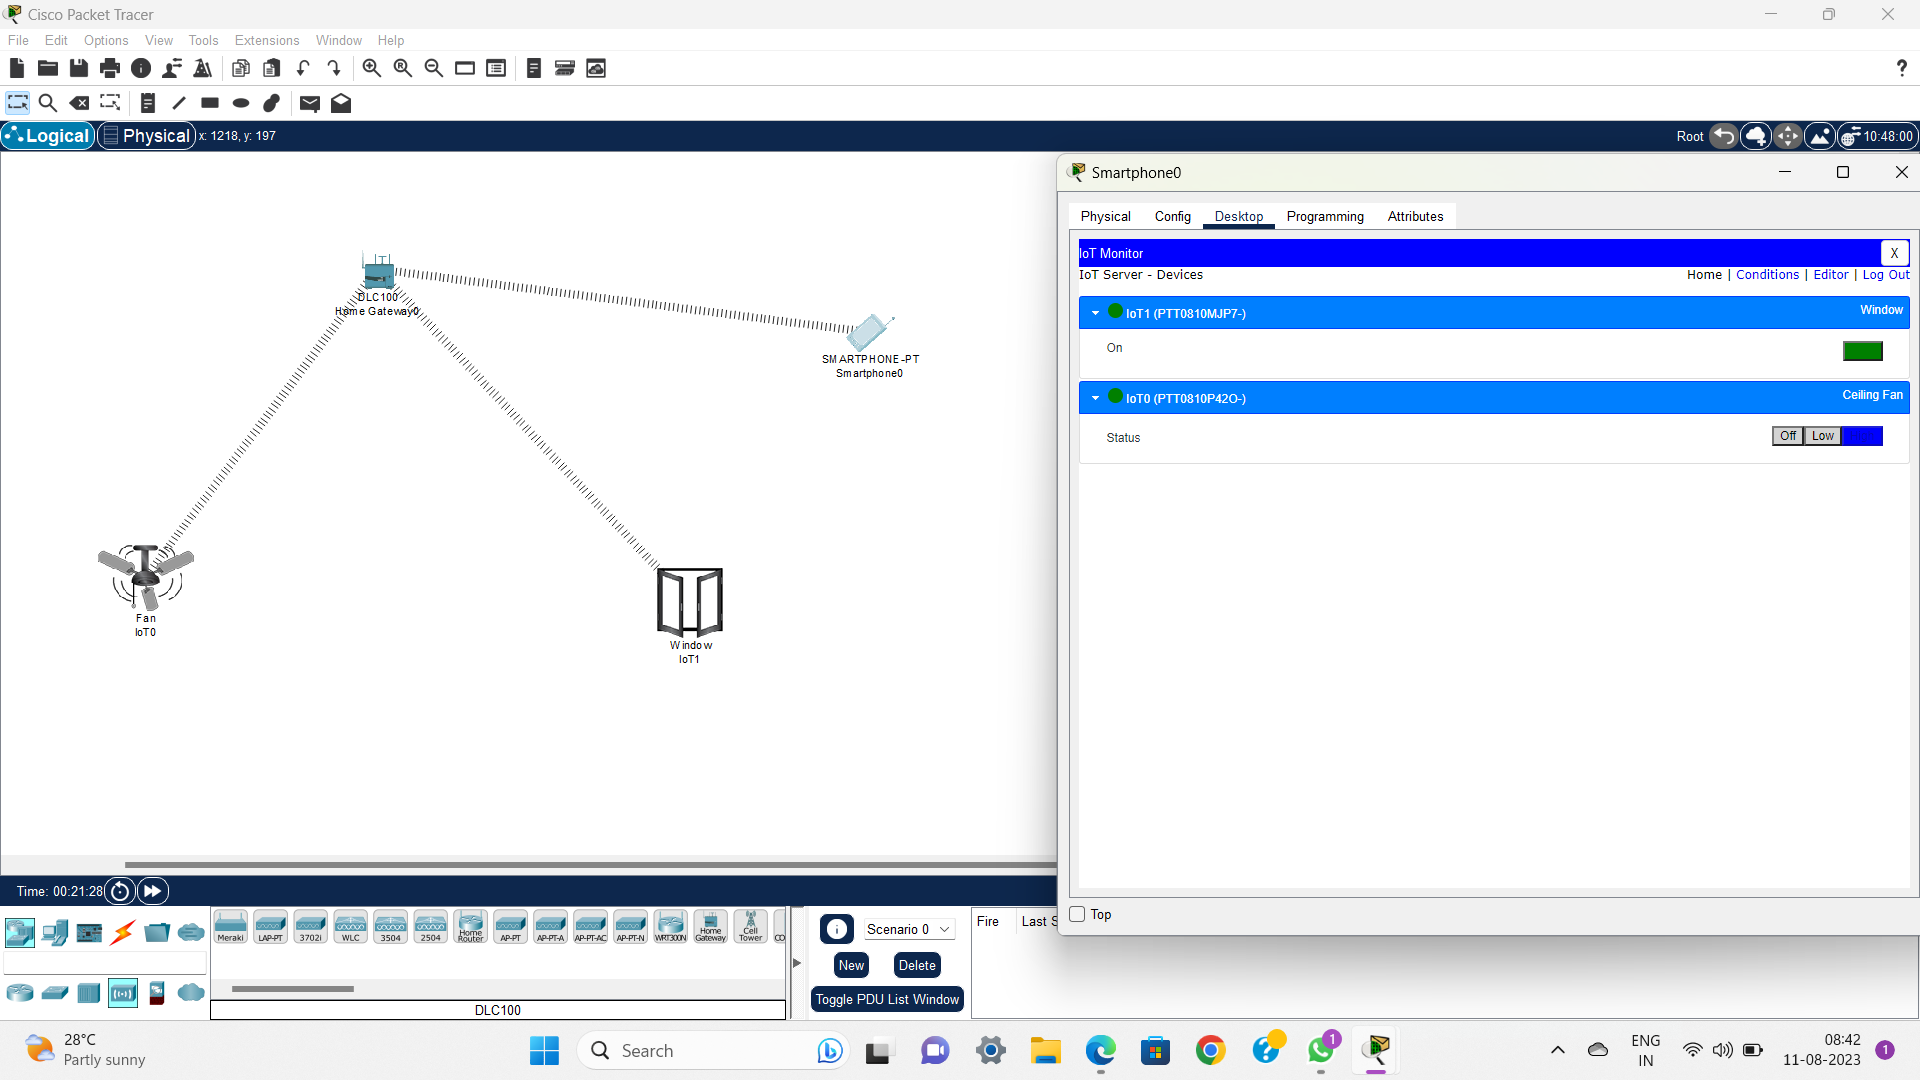 Cisco Packet Tracer
File Edit Options View Tools Extensions Window Help
?
Logical Physical x: 1218, y: 197
Root 10:48:00
DLC100
Home Gateway0
SMARTPHONE-PT
Smartphone0
Fan
IoT0
Window
IoT1
Smartphone0
Physical Config Desktop Programming Attributes
IoT Monitor X
IoT Server - Devices Home | Conditions | Editor | Log Out
IoT1 (PTT0810MJP7-) Window
On
IoT0 (PTT0810P42O-) Ceiling Fan
Status Off Low
Top
Time: 00:21:28
Meraki LAP-PT 3702i WLC 3504 2504 Home Router AP-PT AP-PT-A AP-PT-AC AP-PT-N WRT300N Home Gateway Cell Tower CO
DLC100
Scenario 0
New Delete
Toggle PDU List Window
Fire Last S
28°C
Partly sunny
Search
1
ENG
IN
08:42
11-08-2023
1